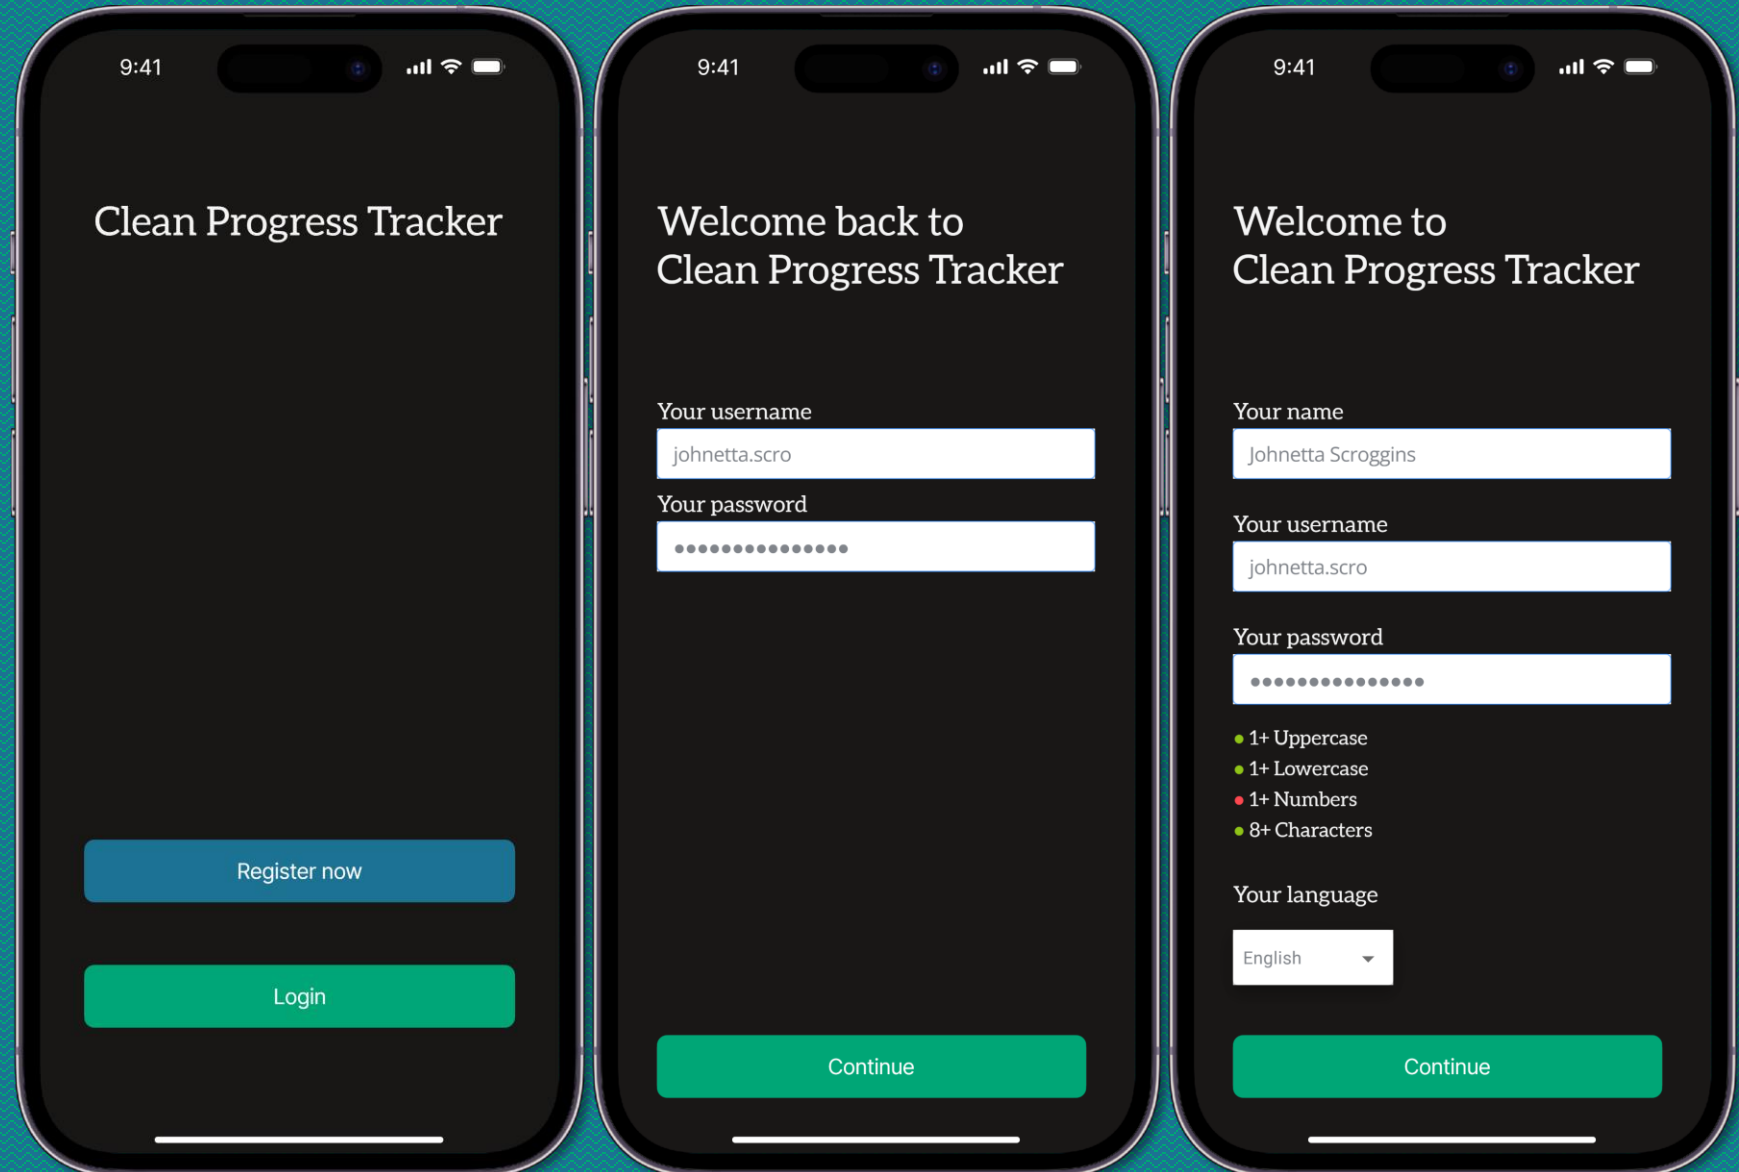 9:41
Clean Progress Tracker
Register now
Login
9:41
Welcome back to
Clean Progress Tracker
Your username
johnetta.scro
Your password
●●●●●●●●●●●●●●●
Continue
9:41
Welcome to
Clean Progress Tracker
Your name
Johnetta Scroggins
Your username
johnetta.scro
Your password
●●●●●●●●●●●●●●●
● 1+ Uppercase
● 1+ Lowercase
● 1+ Numbers
● 8+ Characters
Your language
English
Continue